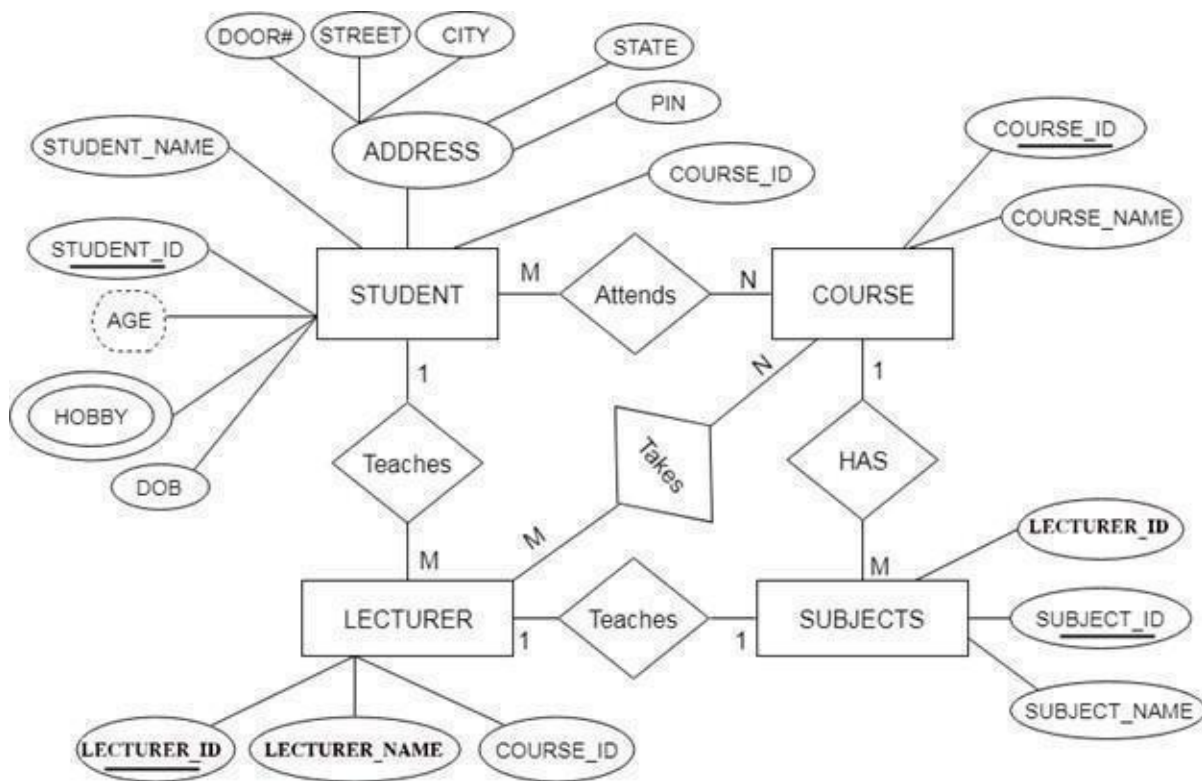 DOOR#
STREET
CITY
STATE
PIN
ADDRESS
STUDENT_NAME
COURSE_ID
COURSE_ID
COURSE_NAME
STUDENT_ID
AGE
HOBBY
DOB
STUDENT
M
Attends
N
COURSE
1
Teaches
M
N
Takes
M
1
HAS
M
LECTURER
1
Teaches
1
SUBJECTS
LECTURER_ID
SUBJECT_ID
SUBJECT_NAME
LECTURER_ID
LECTURER_NAME
COURSE_ID